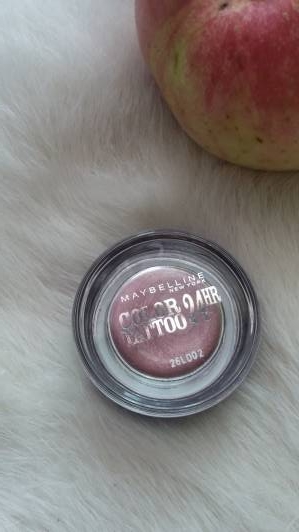 MAYBELLINE
NEW YORK
COLOR 24HR
TATTOO
26L002